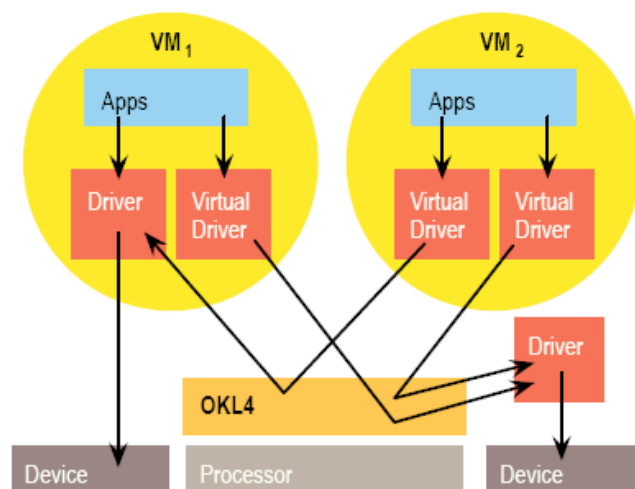 VM 1
VM 2
Apps
Apps
Driver
Virtual
Driver
Virtual
Driver
Virtual
Driver
Driver
OKL4
Device
Processor
Device